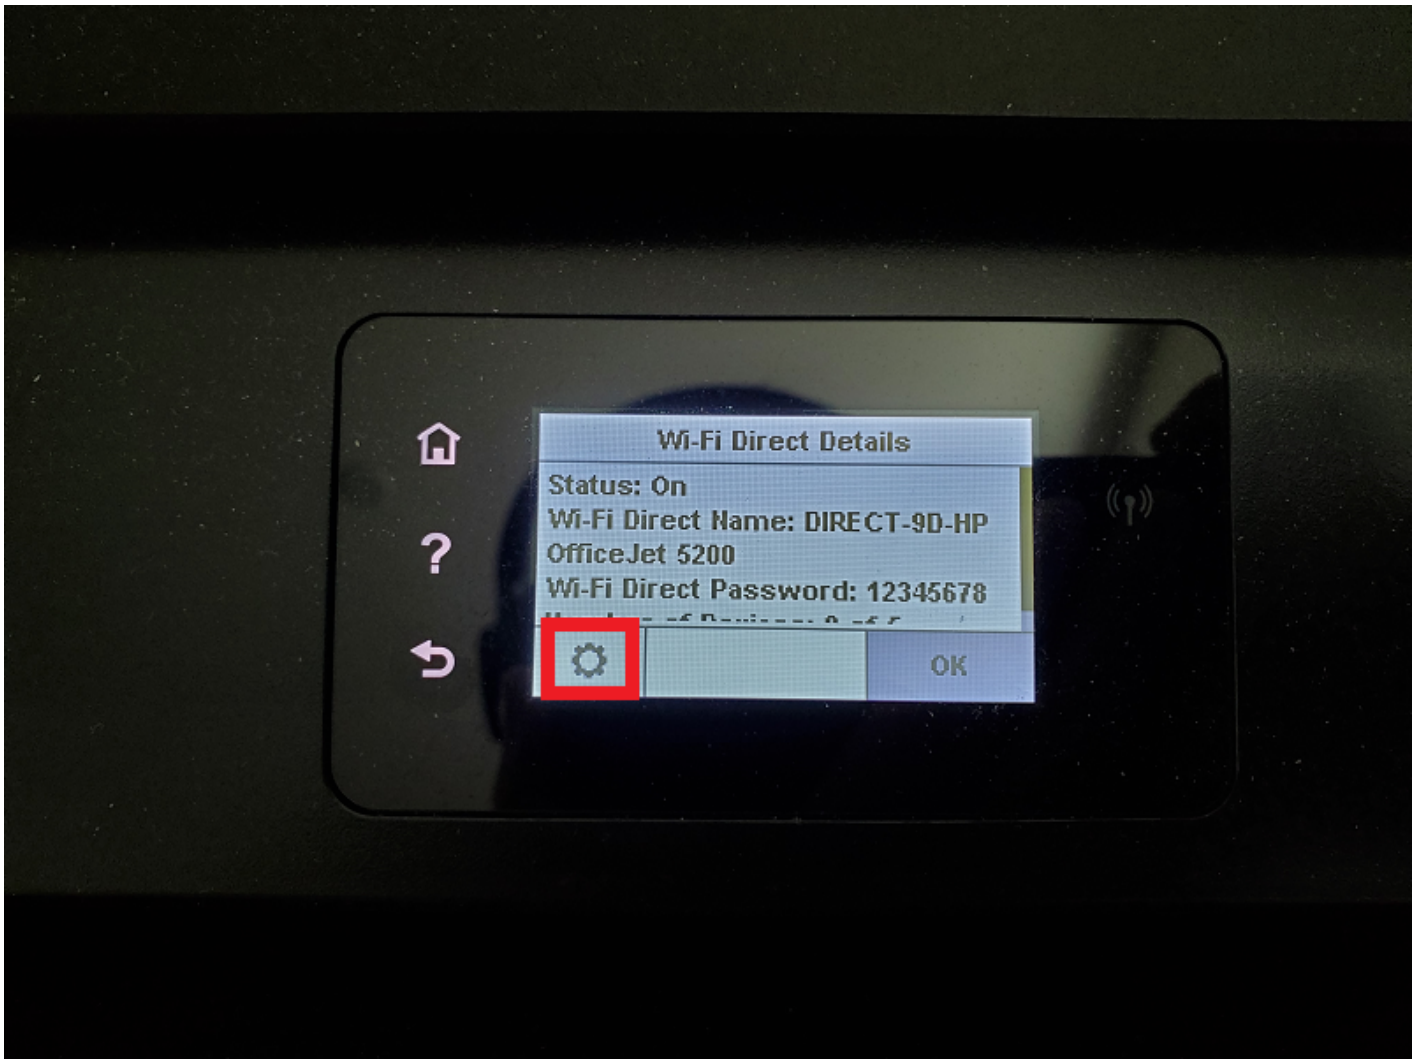 Wi-Fi Direct Details
Status: On
Wi-Fi Direct Name: DIRECT-9D-HP
OfficeJet 5200
Wi-Fi Direct Password: 12345678
?
OK